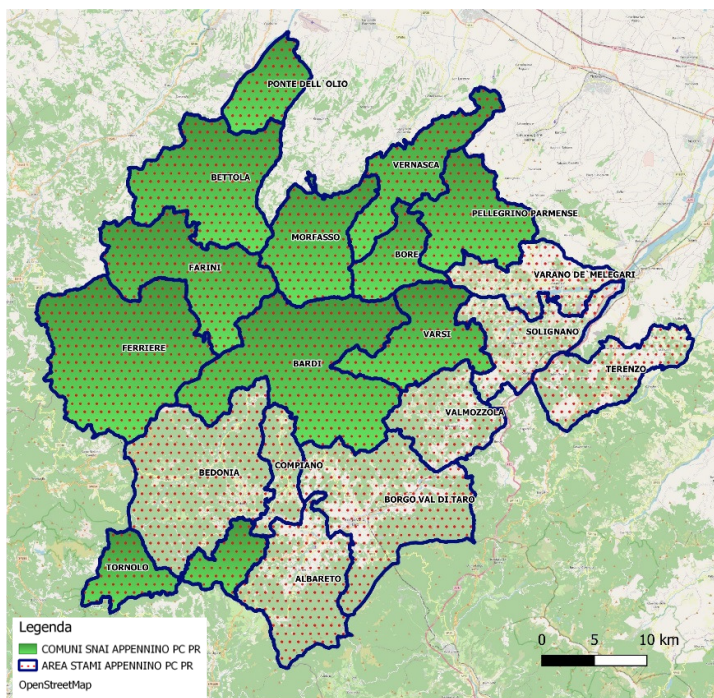 PONTE DELL`OLIO
BETTOLA
VERNASCA
PELLEGRINO PARMENSE
MORFASSO
BORE
FARINI
VARANO DE` MELEGARI
SOLIGNANO
FERRIERE
VARSI
BARDI
TERENZO
VALMOZZOLA
COMPIANO
BEDONIA
BORGO VAL DI TARO
TORNOLO
ALBARETO
Legenda
COMUNI SNAI APPENNINO PC PR
AREA STAMI APPENNINO PC PR
OpenStreetMap
0 5 10 km